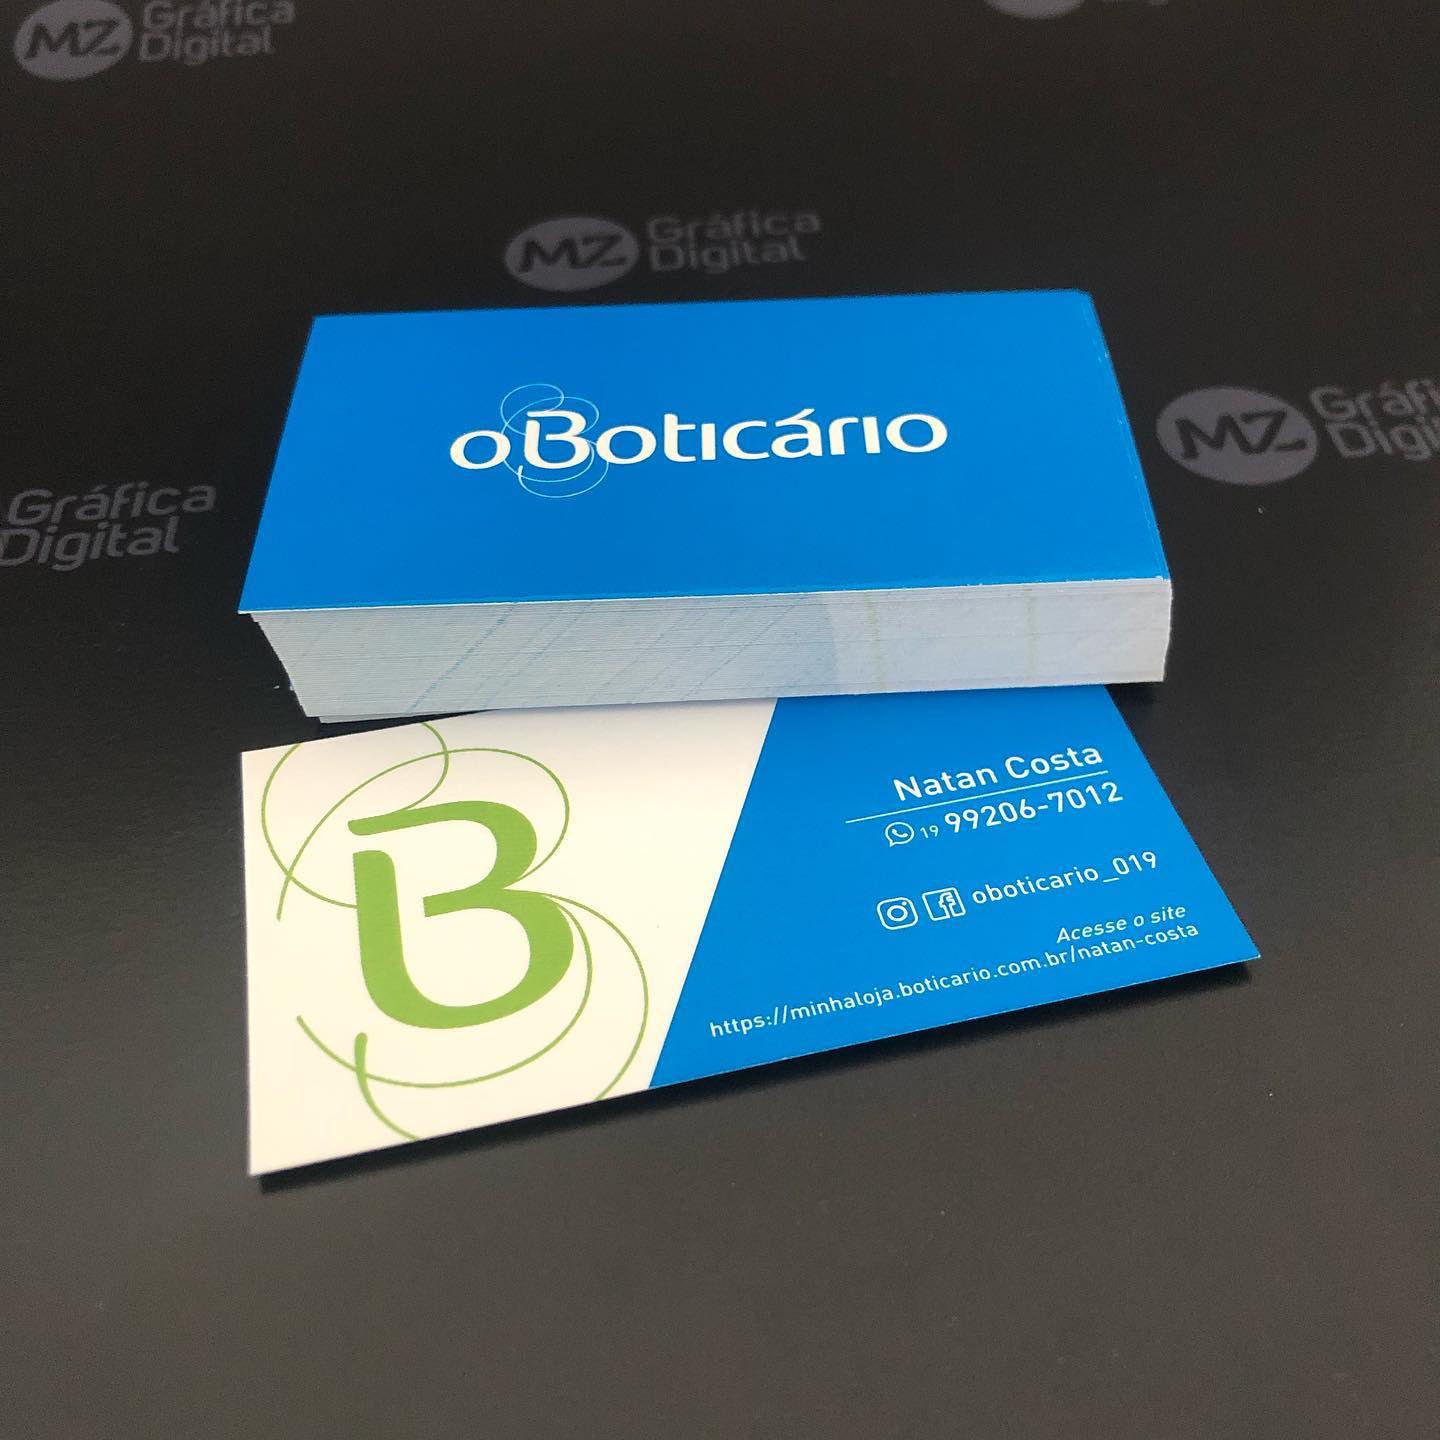 MZ Gráfica
Digital
MZ Gráfica
Digital
oBoticário
MZ Gráfica
Digital
Gráfica
Digital
B
Natan Costa
19 99206-7012
oboticario_019
Acesse o site
https://minhaloja.boticario.com.br/natan-costa